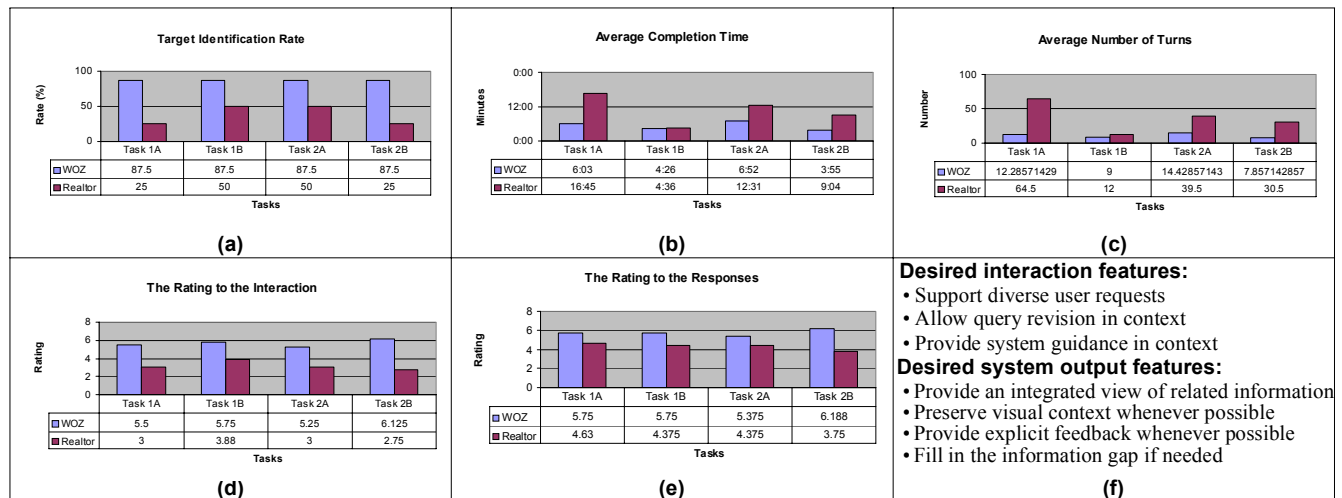 Target Identification Rate
Rate (%)
100
50
0
Task 1A Task 1B Task 2A Task 2B
WOZ 87.5 87.5 87.5 87.5
Realtor 25 50 50 25
Tasks
(a)
Average Completion Time
Minutes
0:00
12:00
0:00
Task 1A Task 1B Task 2A Task 2B
WOZ 6:03 4:26 6:52 3:55
Realtor 16:45 4:36 12:31 9:04
Tasks
(b)
Average Number of Turns
Number
100
50
0
Task 1A Task 1B Task 2A Task 2B
WOZ 12.28571429 9 14.42857143 7.857142857
Realtor 64.5 12 39.5 30.5
Tasks
(c)
The Rating to the Interaction
Rating
8
6
4
2
0
Task 1A Task 1B Task 2A Task 2B
WOZ 5.5 5.75 5.25 6.125
Realtor 3 3.88 3 2.75
Tasks
(d)
The Rating to the Responses
Rating
8
6
4
2
0
Task 1A Task 1B Task 2A Task 2B
WOZ 5.75 5.75 5.375 6.188
Realtor 4.63 4.375 4.375 3.75
Tasks
(e)
Desired interaction features:
• Support diverse user requests
• Allow query revision in context
• Provide system guidance in context
Desired system output features:
• Provide an integrated view of related information
• Preserve visual context whenever possible
• Provide explicit feedback whenever possible
• Fill in the information gap if needed
(f)